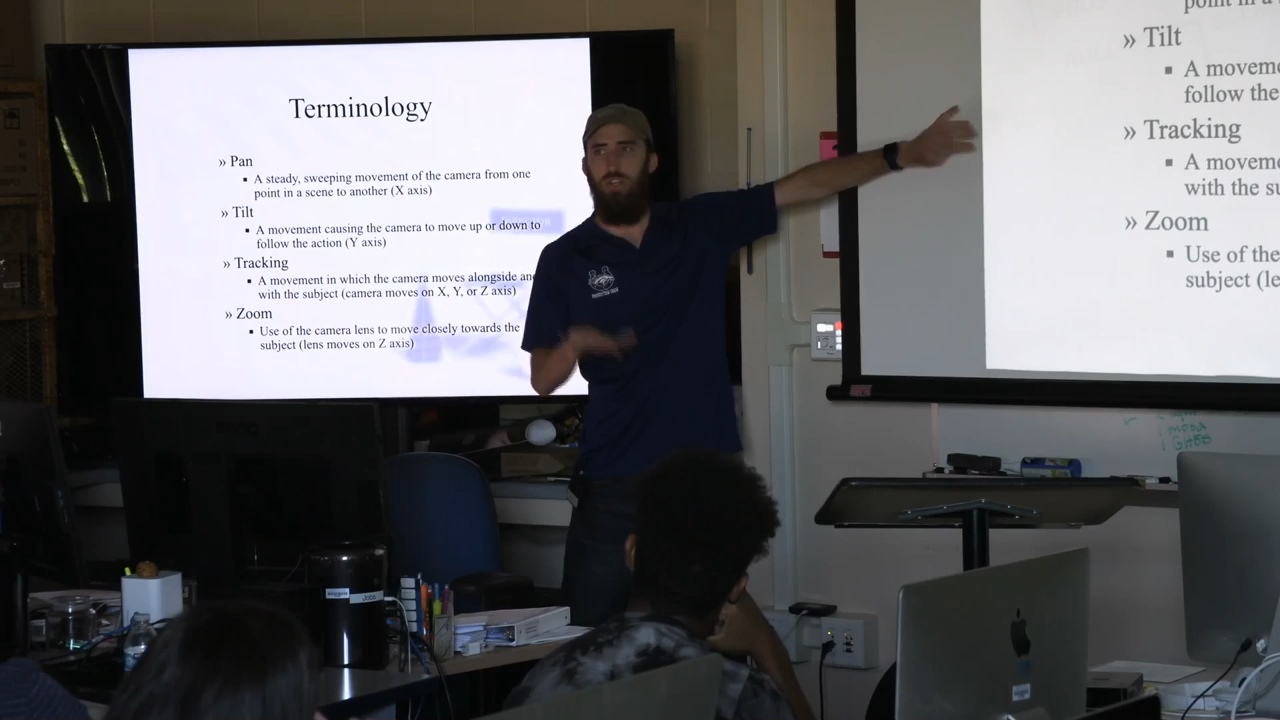 Terminology
» Pan
▪ A steady, sweeping movement of the camera from one
point in a scene to another (X axis)
» Tilt
▪ A movement causing the camera to move up or down to
follow the action (Y axis)
» Tracking
▪ A movement in which the camera moves alongside and
with the subject (camera moves on X, Y, or Z axis)
» Zoom
▪ Use of the camera lens to move closely towards the
subject (lens moves on Z axis)
point in a
» Tilt
▪ A moveme
follow the
» Tracking
▪ A moveme
with the su
» Zoom
▪ Use of the
subject (le